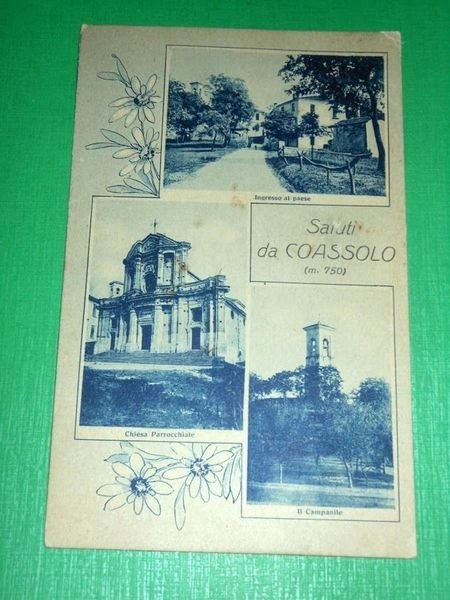 Ingresso al paese
Saluti
da COASSOLO
(m. 750)
Chiesa Parrocchiale
Il Campanile